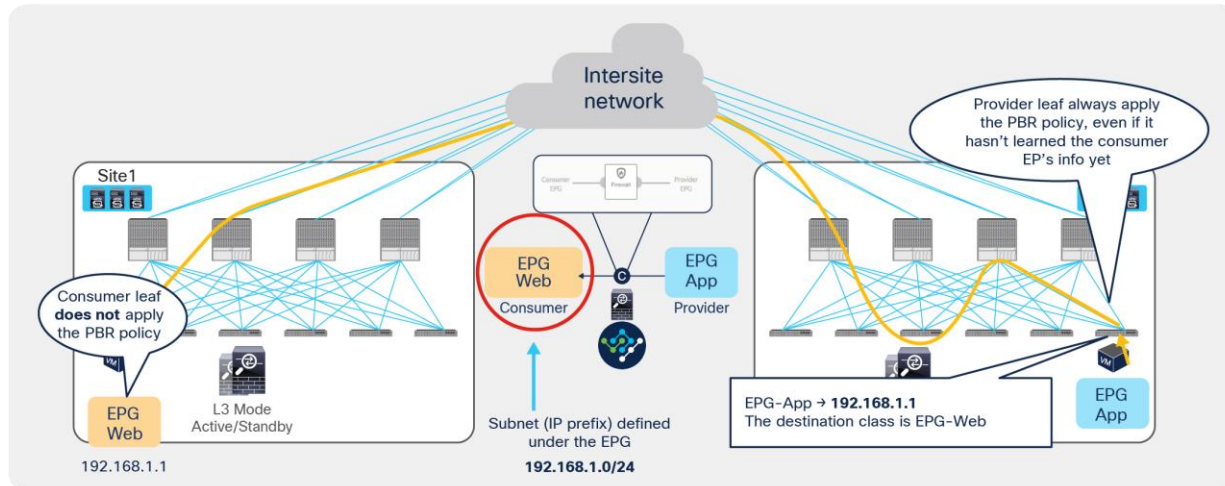 Intersite
network
Site1
Consumer leaf
does not apply
the PBR policy
VM
EPG
Web
192.168.1.1
L3 Mode
Active/Standby
Consumer
EPG
Firewall
Provider
EPG
EPG
Web
Consumer
C
EPG
App
Provider
Subnet (IP prefix) defined
under the EPG
192.168.1.0/24
Provider leaf always apply
the PBR policy, even if it
hasn't learned the consumer
EP's info yet
EPG-App → 192.168.1.1
The destination class is EPG-Web
VM
EPG
App